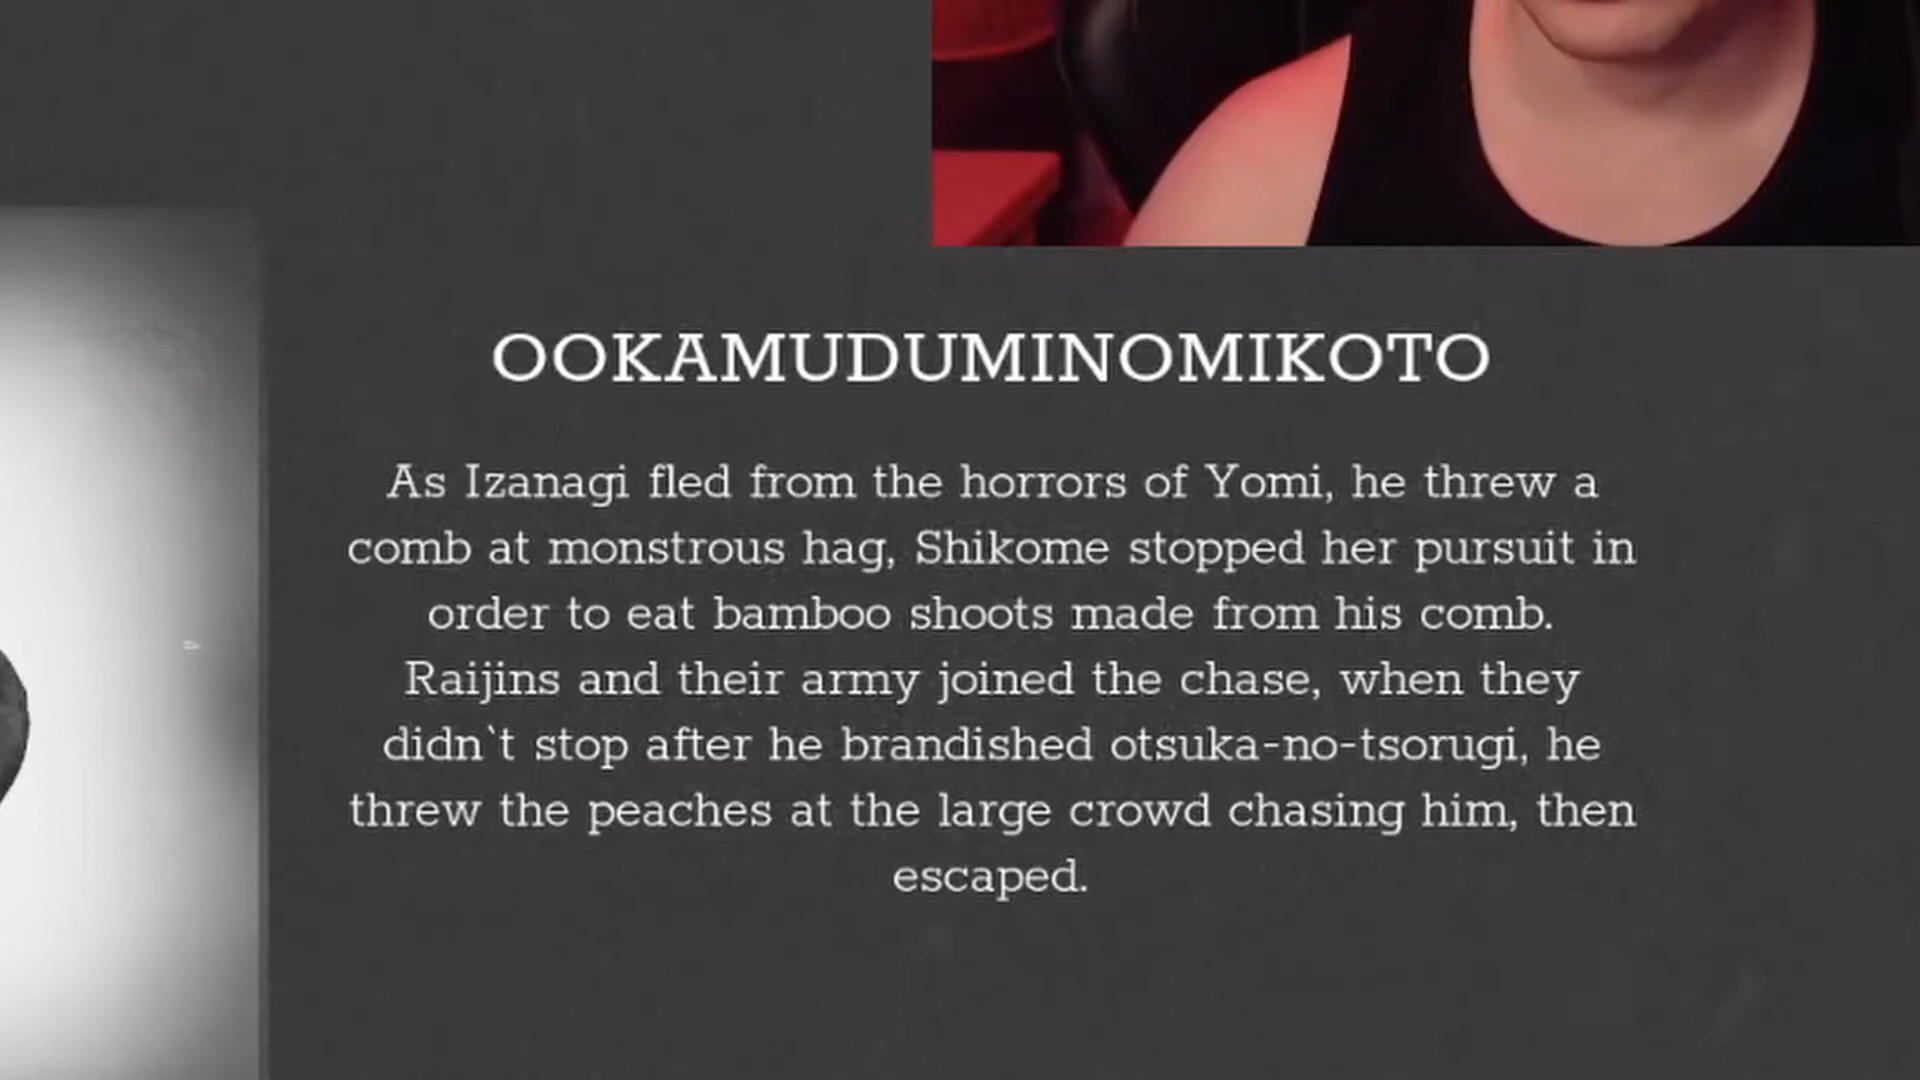 OOKAMUDUMINOMIKOTO
As Izanagi fled from the horrors of Yomi, he threw a
comb at monstrous hag, Shikome stopped her pursuit in
order to eat bamboo shoots made from his comb.
Raijins and their army joined the chase, when they
didn`t stop after he brandished otsuka-no-tsorugi, he
threw the peaches at the large crowd chasing him, then
escaped.